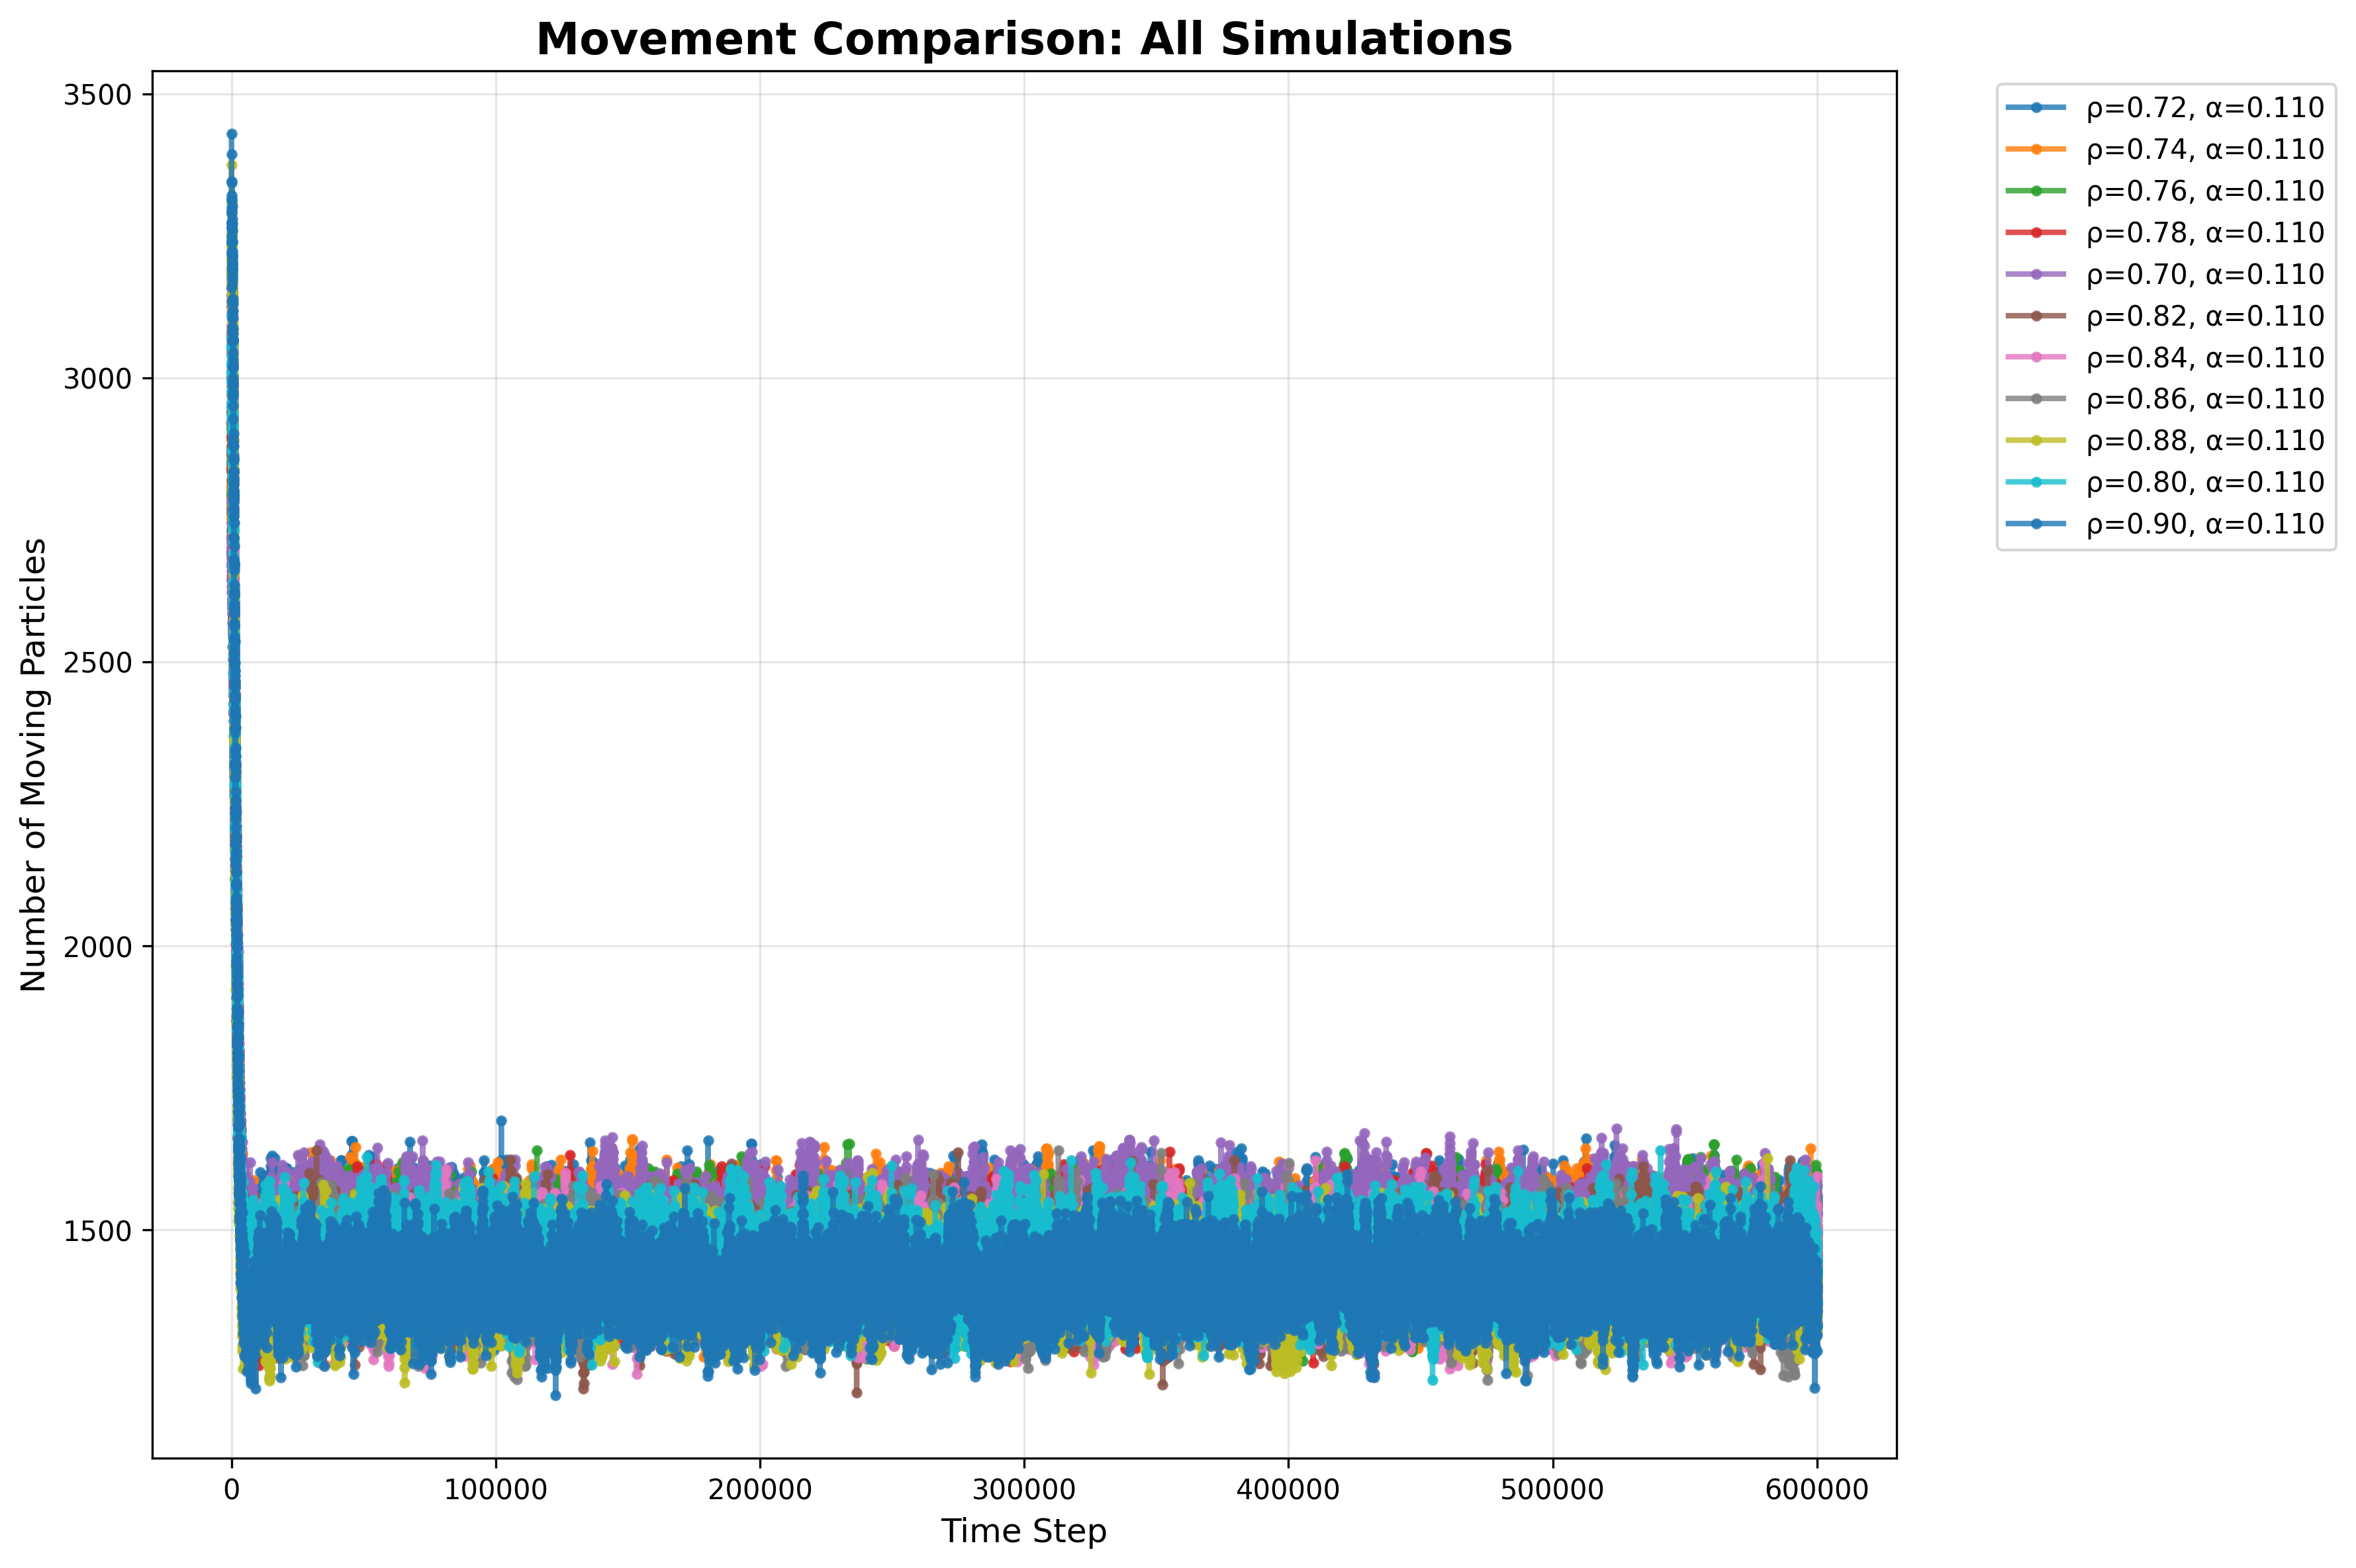 Movement Comparison: All Simulations
3500
3000
2500
2000
1500
Number of Moving Particles
0
100000
200000
300000
400000
500000
600000
Time Step
ρ=0.72, α=0.110
ρ=0.74, α=0.110
ρ=0.76, α=0.110
ρ=0.78, α=0.110
ρ=0.70, α=0.110
ρ=0.82, α=0.110
ρ=0.84, α=0.110
ρ=0.86, α=0.110
ρ=0.88, α=0.110
ρ=0.80, α=0.110
ρ=0.90, α=0.110